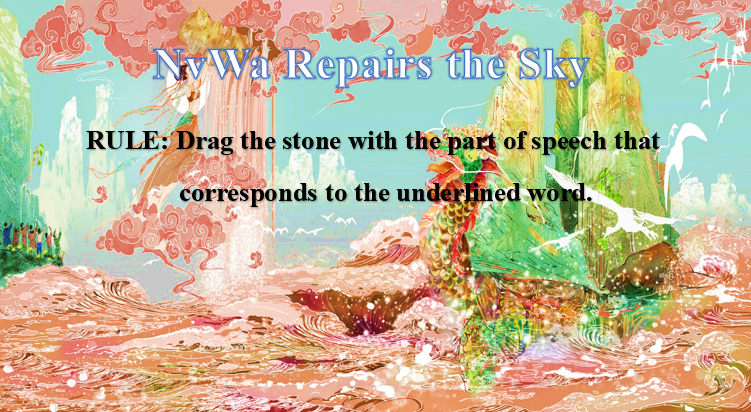 NvWa Repairs the Sky
RULE: Drag the stone with the part of speech that
corresponds to the underlined word.